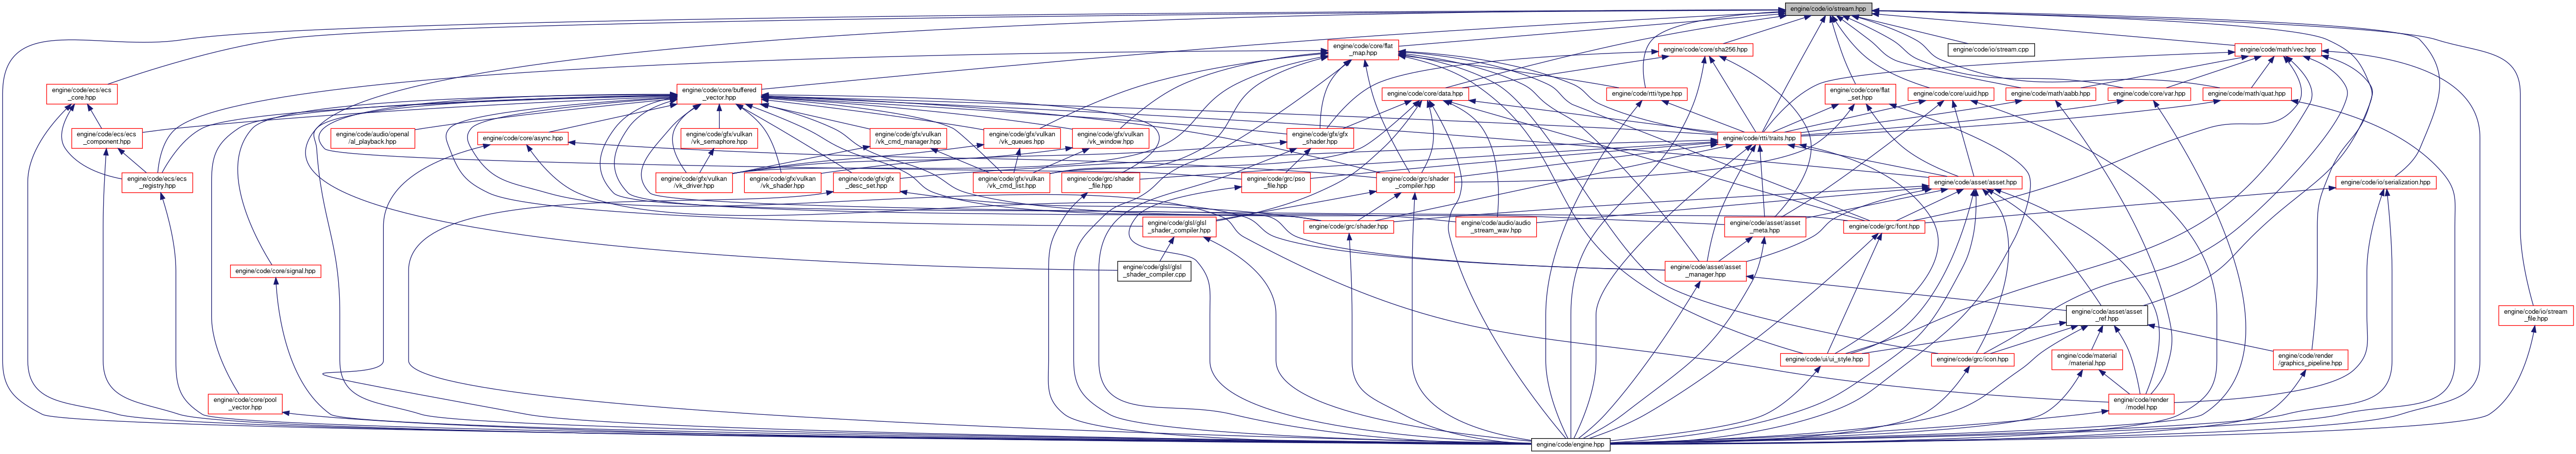 engine/code/io/stream.hpp
engine/code/core/flat
_map.hpp
engine/code/core/sha256.hpp
engine/code/io/stream.cpp
engine/code/math/vec.hpp
engine/code/ecs/ecs
_core.hpp
engine/code/core/buffered
_vector.hpp
engine/code/core/data.hpp
engine/code/rtti/type.hpp
engine/code/core/flat
_set.hpp
engine/code/core/uuid.hpp
engine/code/math/aabb.hpp
engine/code/core/var.hpp
engine/code/math/quat.hpp
engine/code/ecs/ecs
_component.hpp
engine/code/audio/openal
/al_playback.hpp
engine/code/core/async.hpp
engine/code/gfx/vulkan
/vk_semaphore.hpp
engine/code/gfx/vulkan
/vk_cmd_manager.hpp
engine/code/gfx/vulkan
/vk_queues.hpp
engine/code/gfx/vulkan
/vk_window.hpp
engine/code/gfx/gfx
_shader.hpp
engine/code/rtti/traits.hpp
engine/code/ecs/ecs
_registry.hpp
engine/code/gfx/vulkan
/vk_driver.hpp
engine/code/gfx/vulkan
/vk_shader.hpp
engine/code/gfx/gfx
_desc_set.hpp
engine/code/gfx/vulkan
/vk_cmd_list.hpp
engine/code/grc/shader
_file.hpp
engine/code/grc/pso
_file.hpp
engine/code/grc/shader
_compiler.hpp
engine/code/asset/asset.hpp
engine/code/io/serialization.hpp
engine/code/glsl/glsl
_shader_compiler.hpp
engine/code/grc/shader.hpp
engine/code/audio/audio
_stream_wav.hpp
engine/code/asset/asset
_meta.hpp
engine/code/grc/font.hpp
engine/code/core/signal.hpp
engine/code/glsl/glsl
_shader_compiler.cpp
engine/code/asset/asset
_manager.hpp
engine/code/asset/asset
_ref.hpp
engine/code/io/stream
_file.hpp
engine/code/ui/ui_style.hpp
engine/code/grc/icon.hpp
engine/code/material
/material.hpp
engine/code/render
/graphics_pipeline.hpp
engine/code/core/pool
_vector.hpp
engine/code/render
/model.hpp
engine/code/engine.hpp